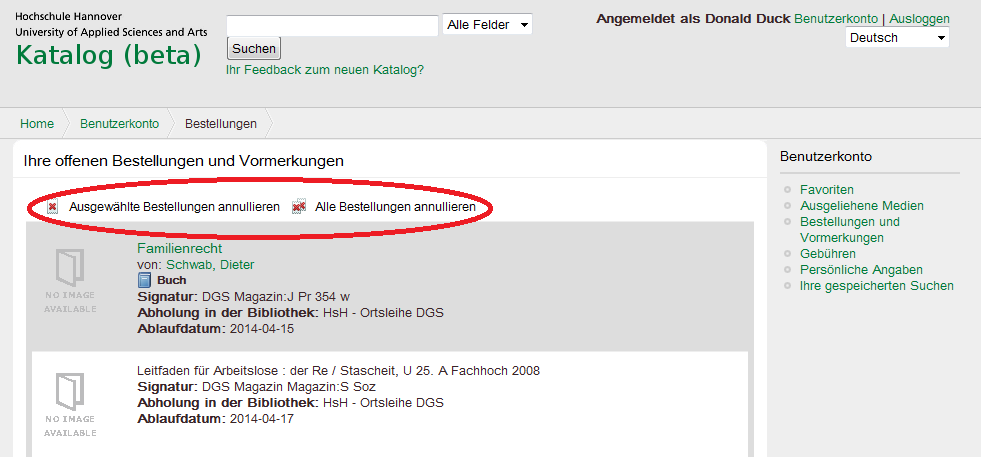 Hochschule Hannover
University of Applied Sciences and Arts
Katalog (beta)
Alle Felder
Suchen
Ihr Feedback zum neuen Katalog?
Angemeldet als Donald Duck Benutzerkonto | Ausloggen
Deutsch
Home Benutzerkonto Bestellungen
Ihre offenen Bestellungen und Vormerkungen
Ausgewählte Bestellungen annullieren Alle Bestellungen annullieren
NO IMAGE
AVAILABLE
Familienrecht
von: Schwab, Dieter
Buch
Signatur: DGS Magazin:J Pr 354 w
Abholung in der Bibliothek: HsH - Ortsleihe DGS
Ablaufdatum: 2014-04-15
NO IMAGE
AVAILABLE
Leitfaden für Arbeitslose : der Re / Stascheit, U 25. A Fachhoch 2008
Signatur: DGS Magazin Magazin:S Soz
Abholung in der Bibliothek: HsH - Ortsleihe DGS
Ablaufdatum: 2014-04-17
Benutzerkonto
Favoriten
Ausgeliehene Medien
Bestellungen und
Vormerkungen
Gebühren
Persönliche Angaben
Ihre gespeicherten Suchen